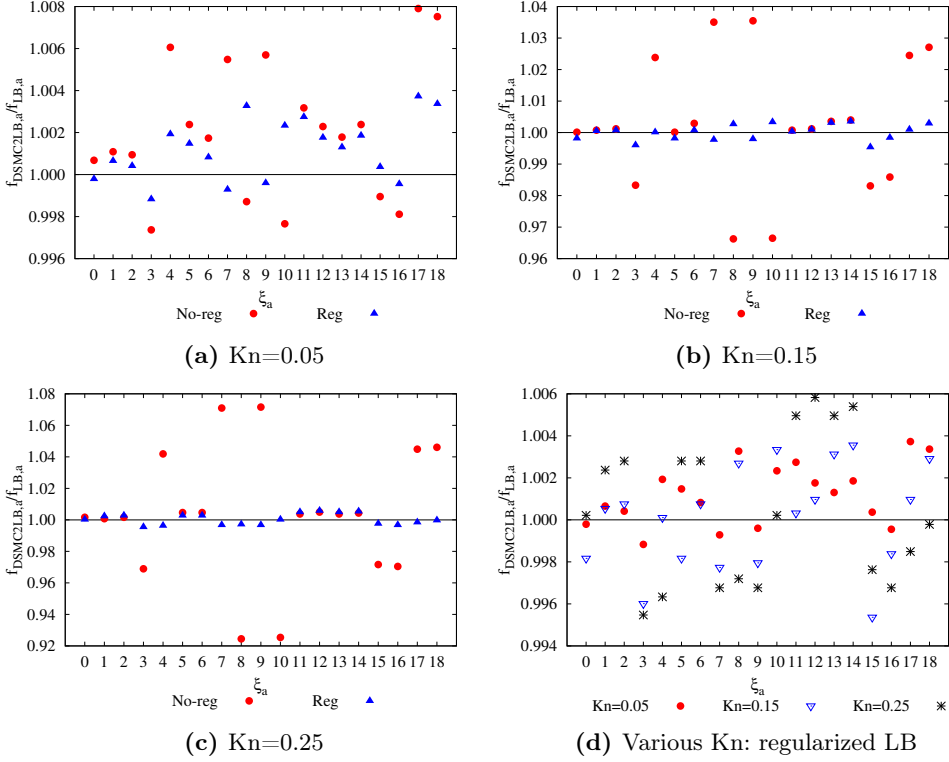 1.008
1.006
1.004
1.002
1.000
0.998
0.996
f_DSMC2LB,a/f_LB,a
0 1 2 3 4 5 6 7 8 9 10 11 12 13 14 15 16 17 18
ξ_a
No-reg Reg
(a) Kn=0.05
1.04
1.03
1.02
1.01
1.00
0.99
0.98
0.97
0.96
f_DSMC2LB,a/f_LB,a
0 1 2 3 4 5 6 7 8 9 10 11 12 13 14 15 16 17 18
ξ_a
No-reg Reg
(b) Kn=0.15
1.08
1.06
1.04
1.02
1.00
0.98
0.96
0.94
0.92
f_DSMC2LB,a/f_LB,a
0 1 2 3 4 5 6 7 8 9 10 11 12 13 14 15 16 17 18
ξ_a
No-reg Reg
(c) Kn=0.25
1.006
1.004
1.002
1.000
0.998
0.996
0.994
f_DSMC2LB,a/f_LB,a
0 1 2 3 4 5 6 7 8 9 10 11 12 13 14 15 16 17 18
ξ_a
Kn=0.05 Kn=0.15 Kn=0.25
(d) Various Kn: regularized LB